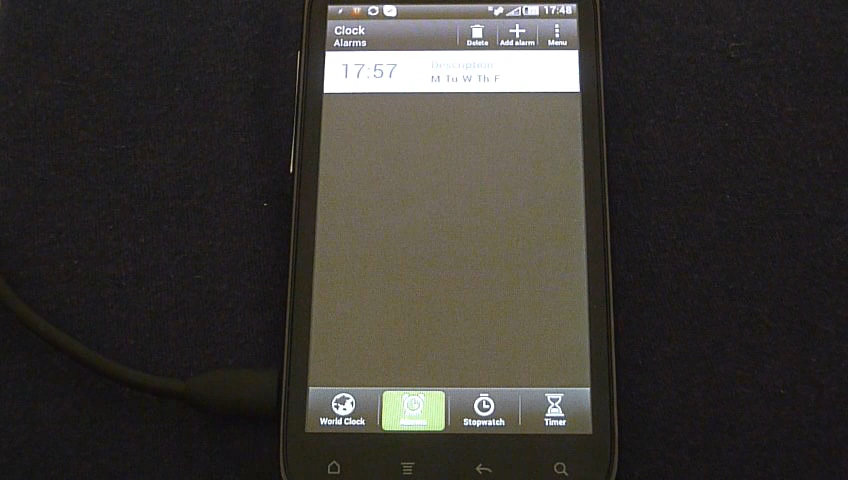 17:48
Clock
Alarms
Delete
Add alarm
Menu
17:57
Description
M Tu W Th F
World Clock
Alarms
Stopwatch
Timer